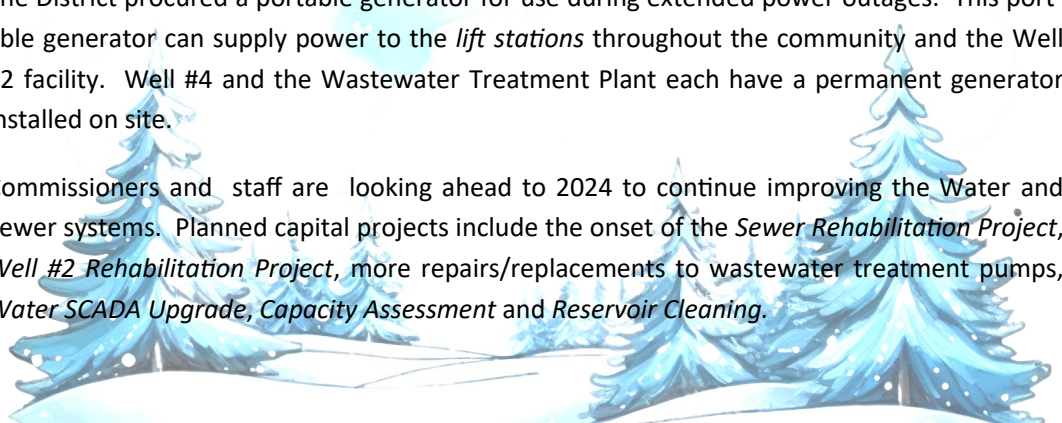 he District procured a portable generator for use during extended power outages. This port-
ble generator can supply power to the lift stations throughout the community and the Well
2 facility. Well #4 and the Wastewater Treatment Plant each have a permanent generator
nstalled on site.
Commissioners and staff are looking ahead to 2024 to continue improving the Water and
ewer systems. Planned capital projects include the onset of the Sewer Rehabilitation Project,
Well #2 Rehabilitation Project, more repairs/replacements to wastewater treatment pumps,
Water SCADA Upgrade, Capacity Assessment and Reservoir Cleaning.